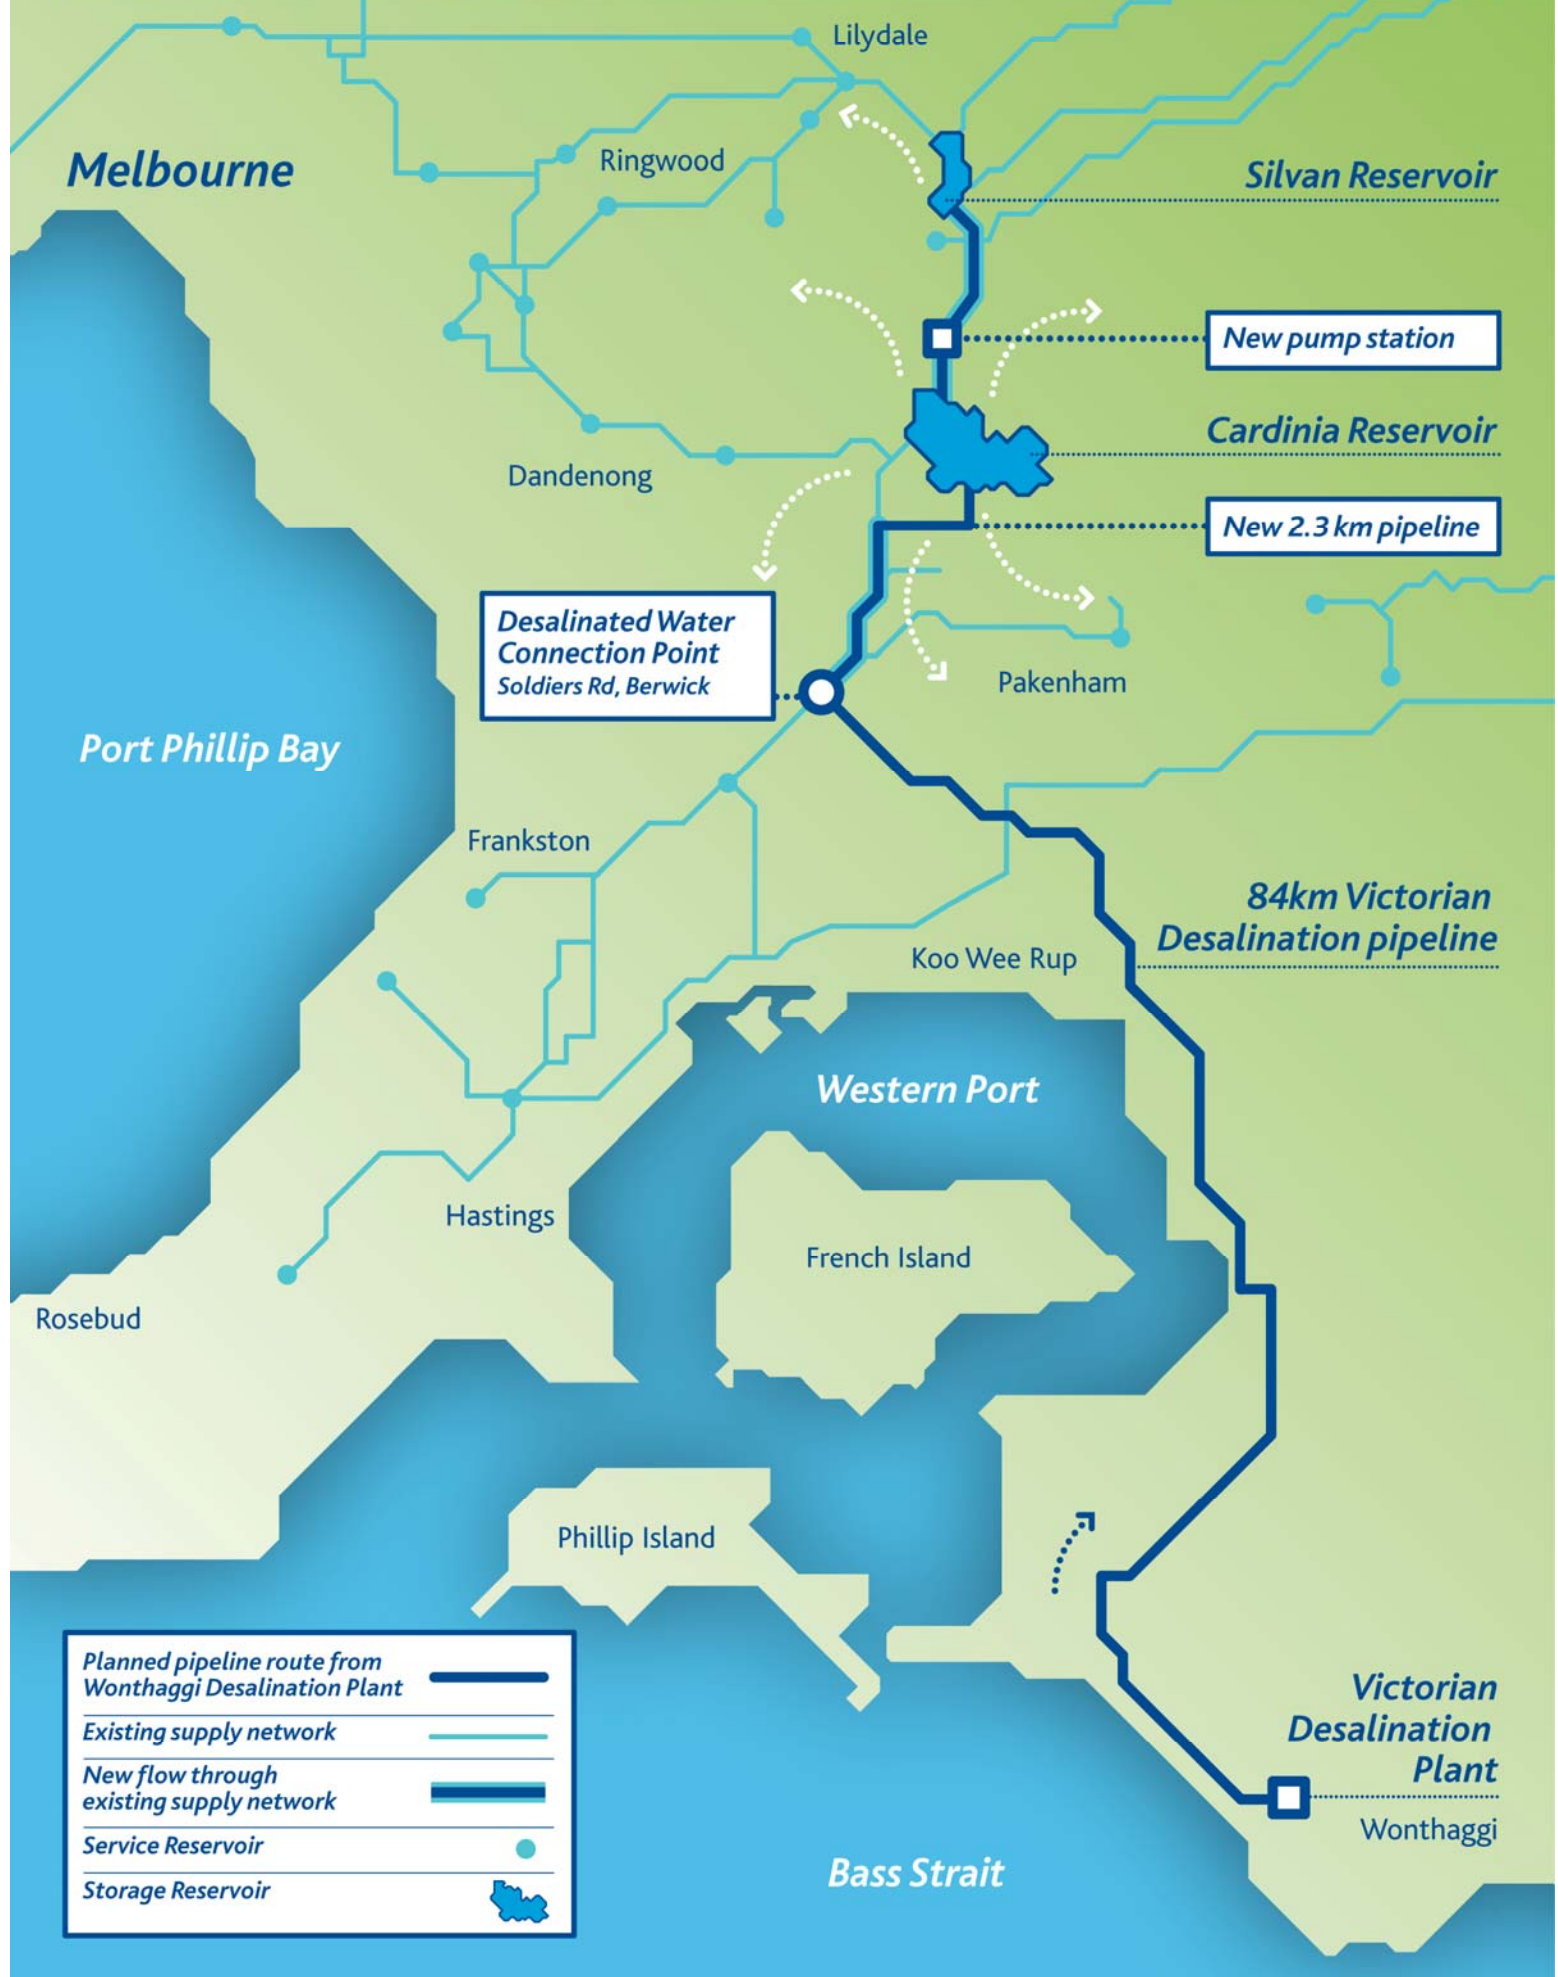 Lilydale
Melbourne
Ringwood
Silvan Reservoir
New pump station
Cardinia Reservoir
Dandenong
New 2.3 km pipeline
Desalinated Water
Connection Point
Soldiers Rd, Berwick
Pakenham
Port Phillip Bay
Frankston
84km Victorian
Desalination pipeline
Koo Wee Rup
Western Port
Hastings
French Island
Rosebud
Phillip Island
Planned pipeline route from
Wonthaggi Desalination Plant
Existing supply network
New flow through
existing supply network
Service Reservoir
Storage Reservoir
Victorian
Desalination
Plant
Wonthaggi
Bass Strait